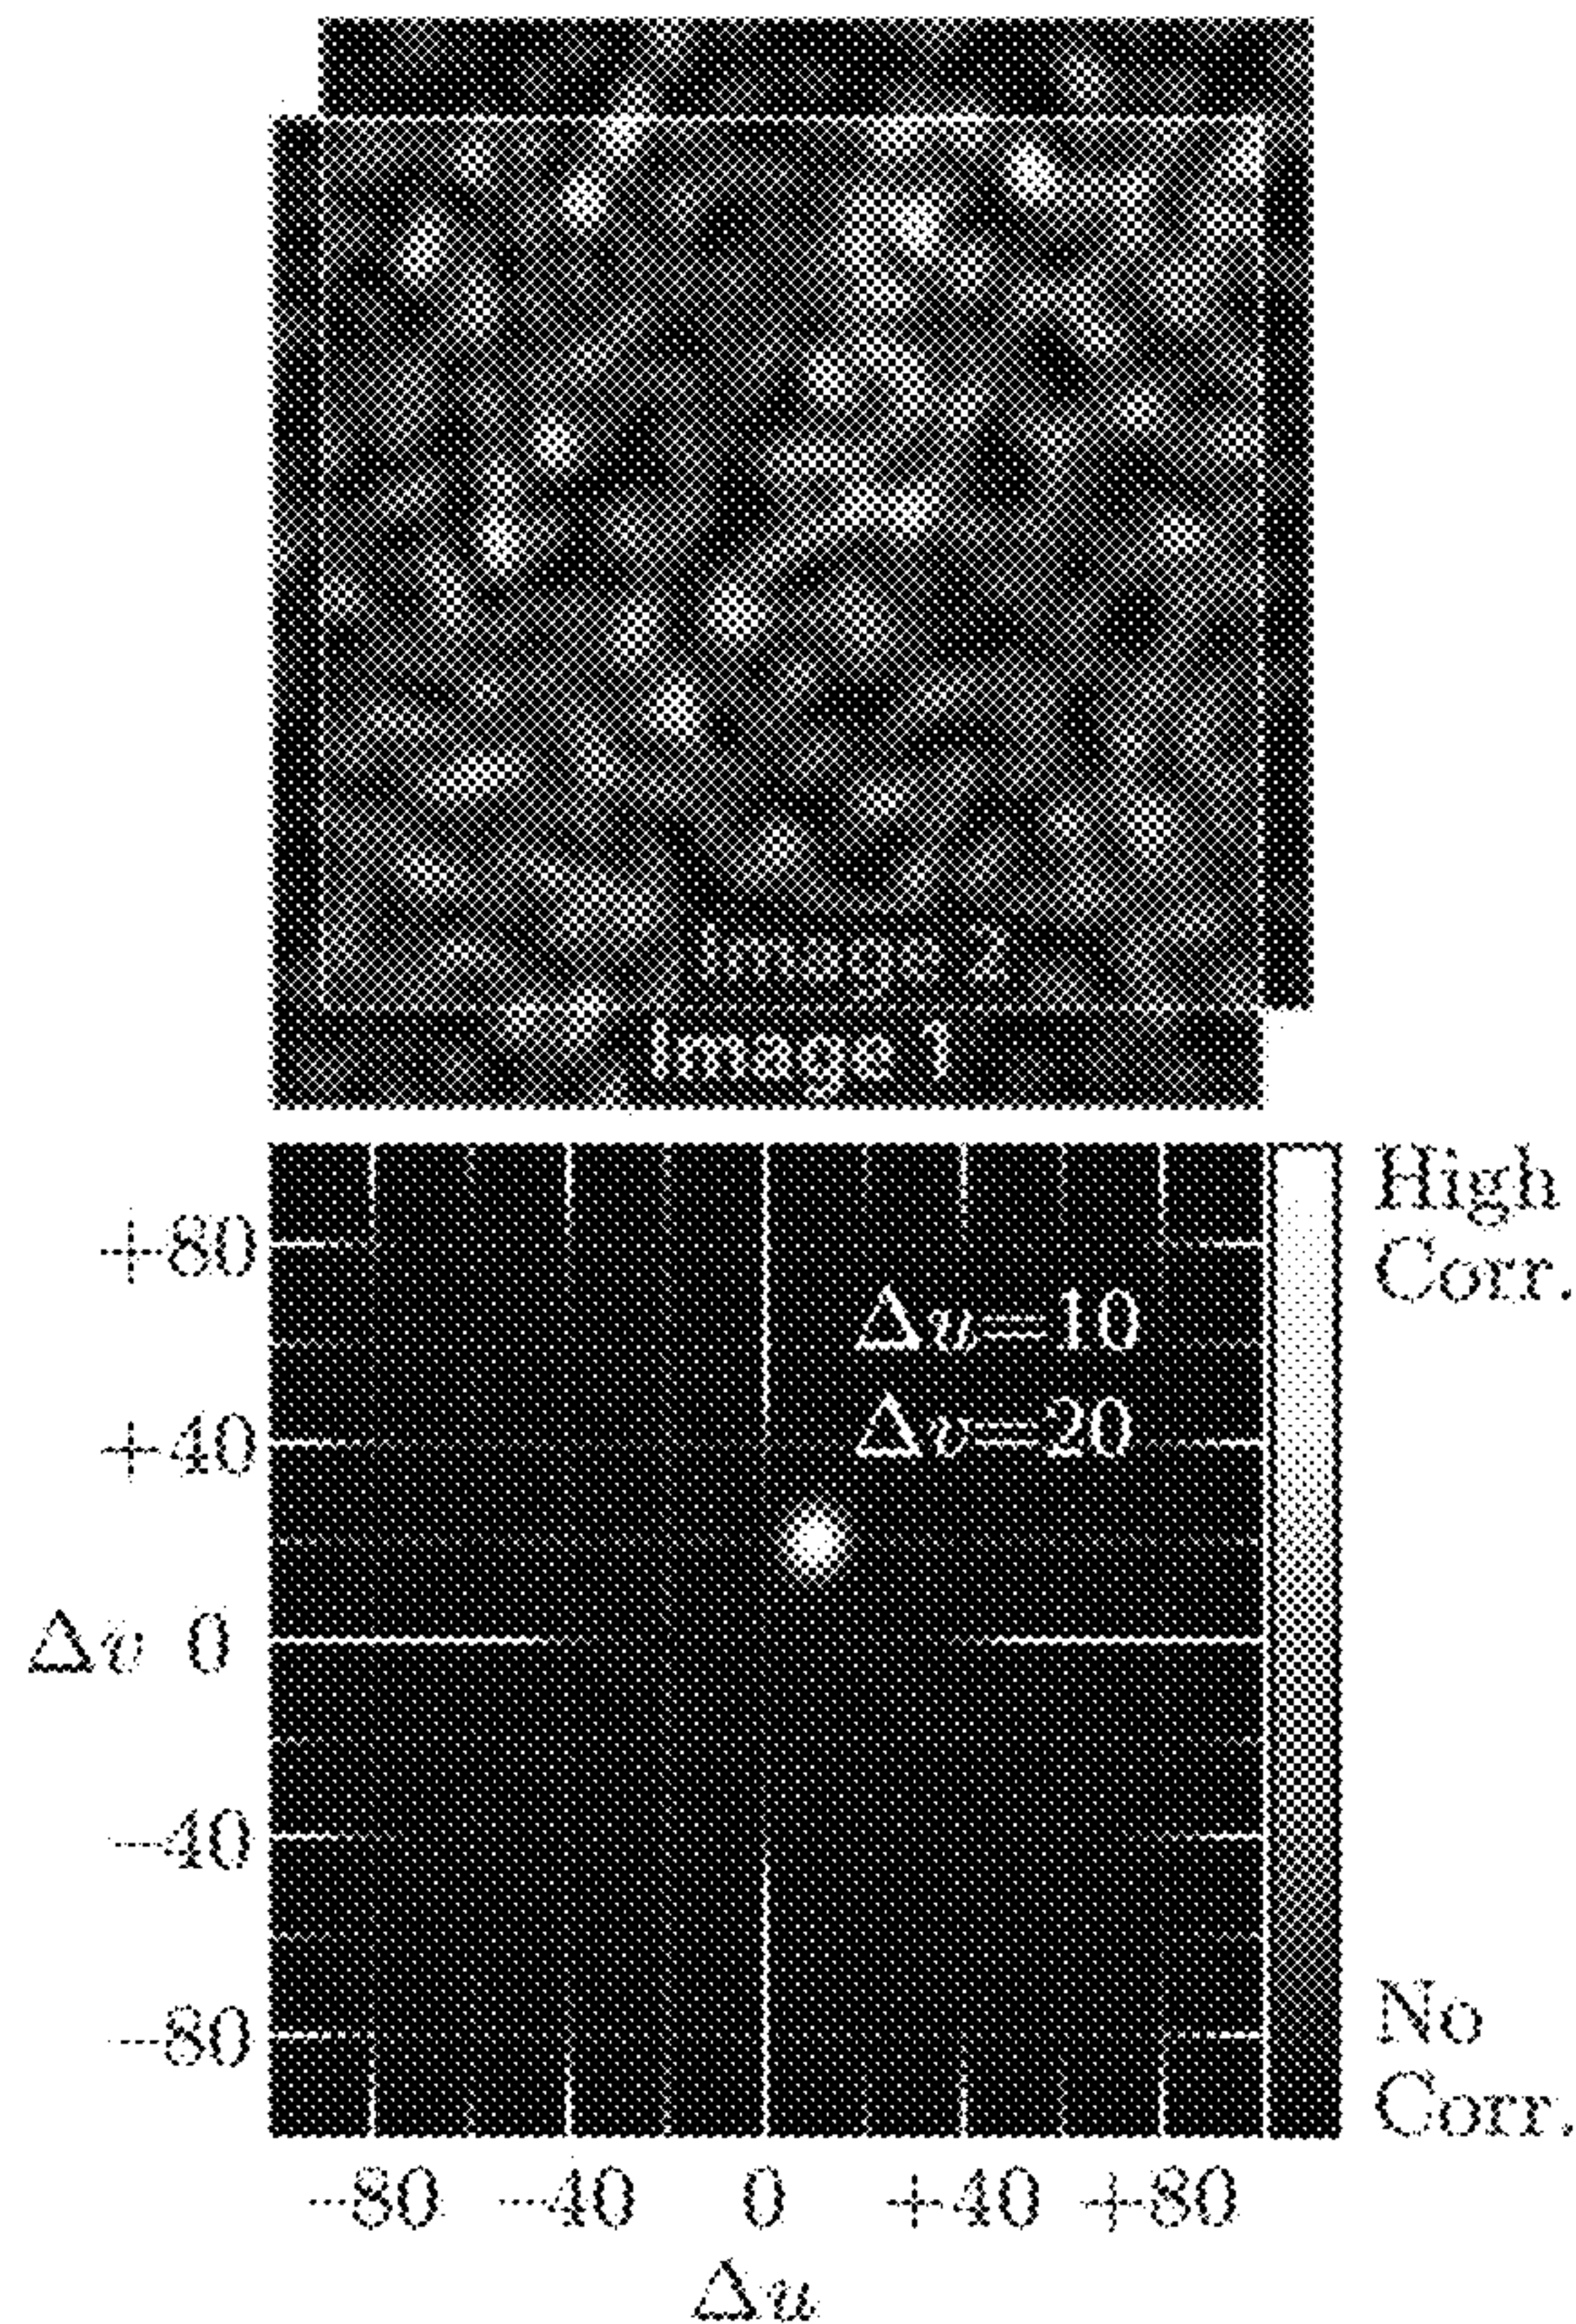 Image 2
Image 1
High
Corr.
+80
Δu=10
Δv=20
+40
Δv 0
−40
−80
No
Corr.
−80 −40 0 +40 +80
Δu